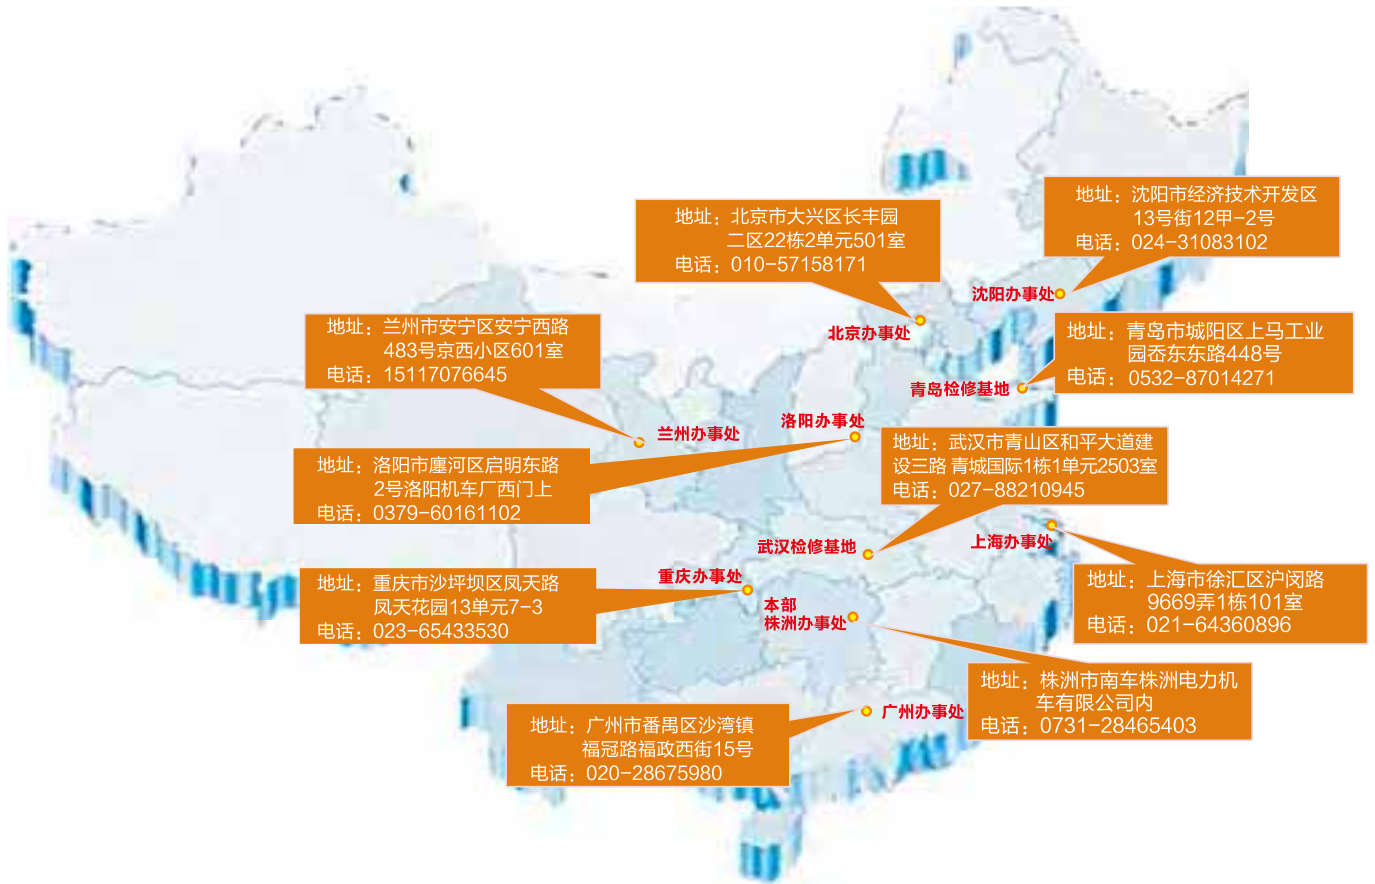 地址：沈阳市经济技术开发区
13号街12甲-2号
电话：024-31083102
沈阳办事处
地址：北京市大兴区长丰园
二区22栋2单元501室
电话：010-57158171
北京办事处
地址：青岛市城阳区上马工业
园岙东东路448号
电话：0532-87014271
青岛检修基地
地址：兰州市安宁区安宁西路
483号京西小区601室
电话：15117076645
兰州办事处
洛阳办事处
地址：洛阳市廛河区启明东路
2号洛阳机车厂西门上
电话：0379-60161102
地址：武汉市青山区和平大道建
设三路 青城国际1栋1单元2503室
电话：027-88210945
武汉检修基地
上海办事处
地址：上海市徐汇区沪闵路
9669弄1栋101室
电话：021-64360896
重庆办事处
地址：重庆市沙坪坝区凤天路
凤天花园13单元7-3
电话：023-65433530
本部
株洲办事处
地址：株洲市南车株洲电力机
车有限公司内
电话：0731-28465403
广州办事处
地址：广州市番禺区沙湾镇
福冠路福政西街15号
电话：020-28675980